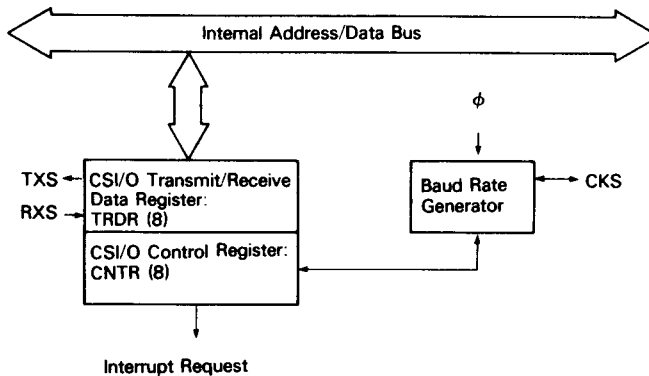 Internal Address/Data Bus
φ
TXS
CSI/O Transmit/Receive
Data Register:
TRDR (8)
RXS
Baud Rate
Generator
CKS
CSI/O Control Register:
CNTR (8)
Interrupt Request